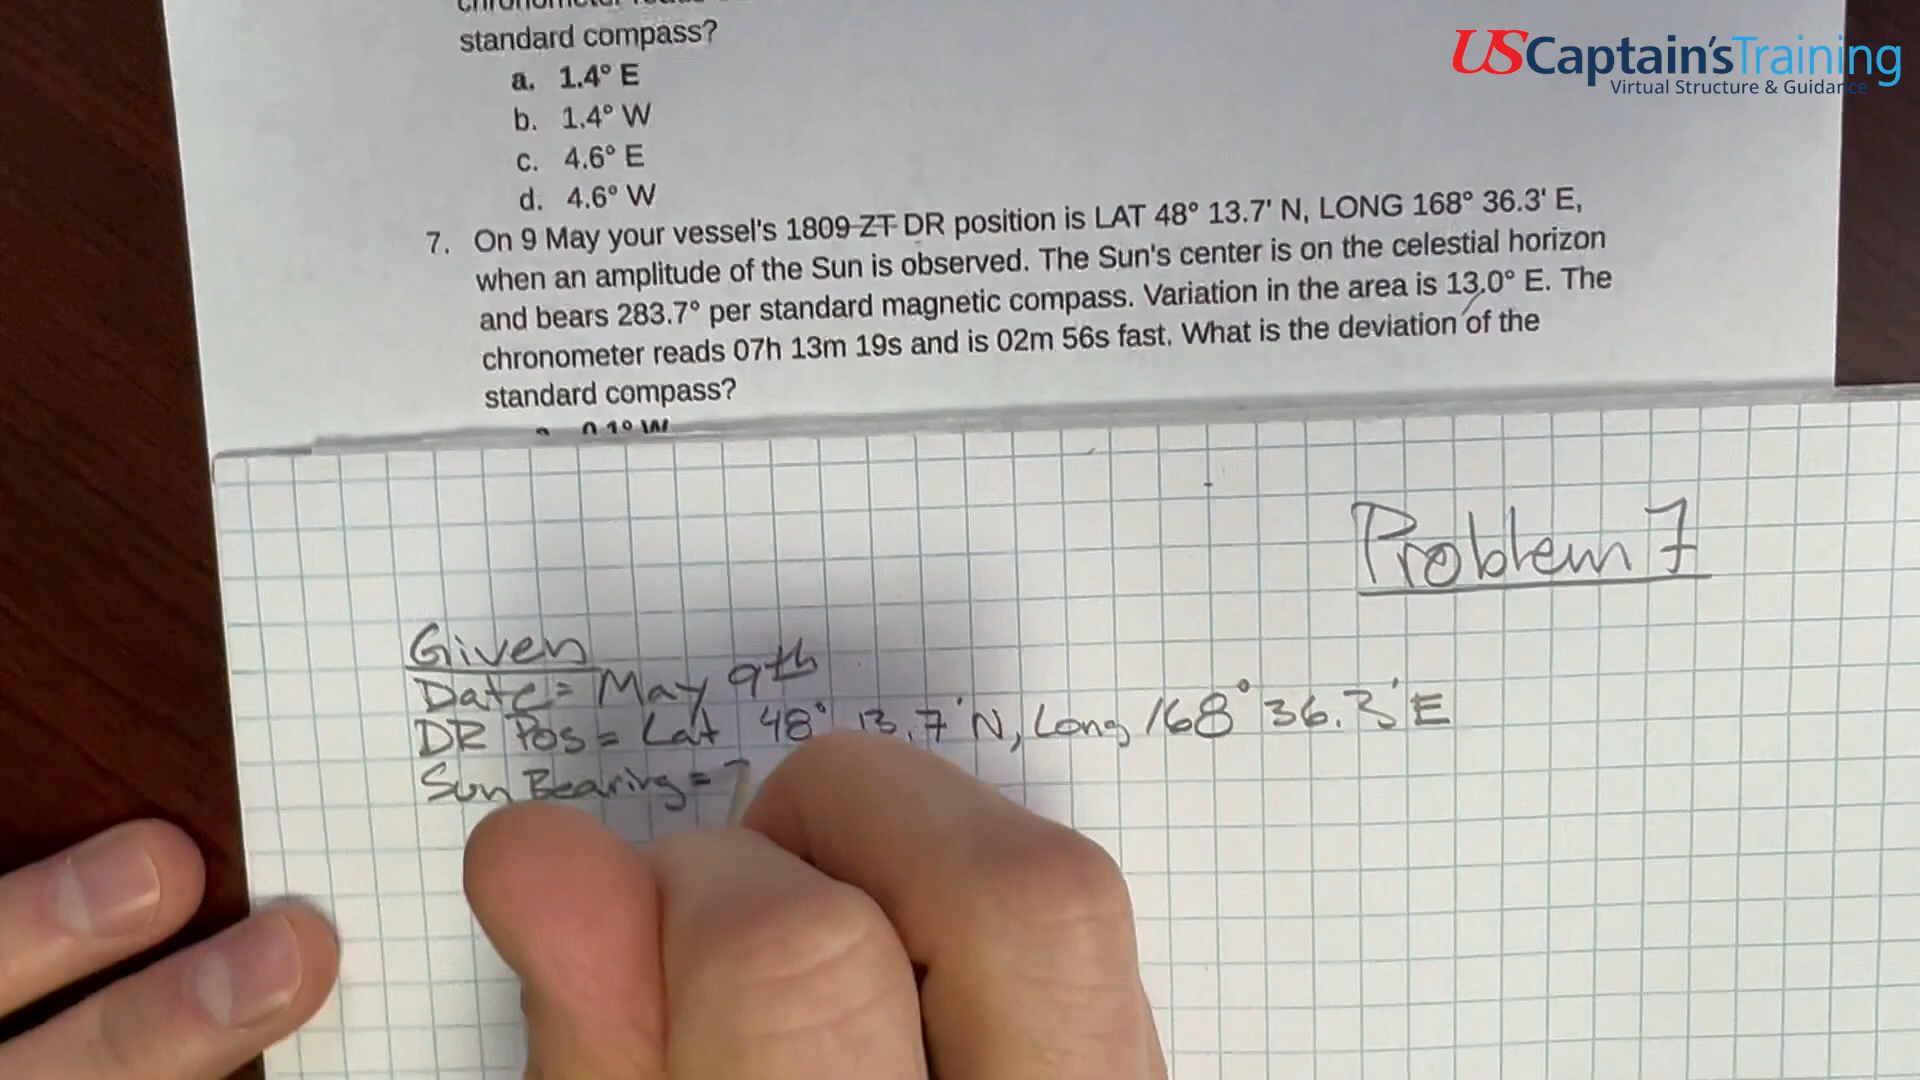 standard compass?
a. 1.4° E
b. 1.4° W
c. 4.6° E
d. 4.6° W
7. On 9 May your vessel's 1809 ZT DR position is LAT 48° 13.7' N, LONG 168° 36.3' E,
when an amplitude of the Sun is observed. The Sun's center is on the celestial horizon
and bears 283.7° per standard magnetic compass. Variation in the area is 13.0° E. The
chronometer reads 07h 13m 19s and is 02m 56s fast. What is the deviation of the
standard compass?
USCaptain'sTraining
Virtual Structure & Guidance
Problem 7
Given
Date = May 9th
DR Pos = Lat 48° 13.7' N, Long 168° 36.3' E
Sun Bearing =